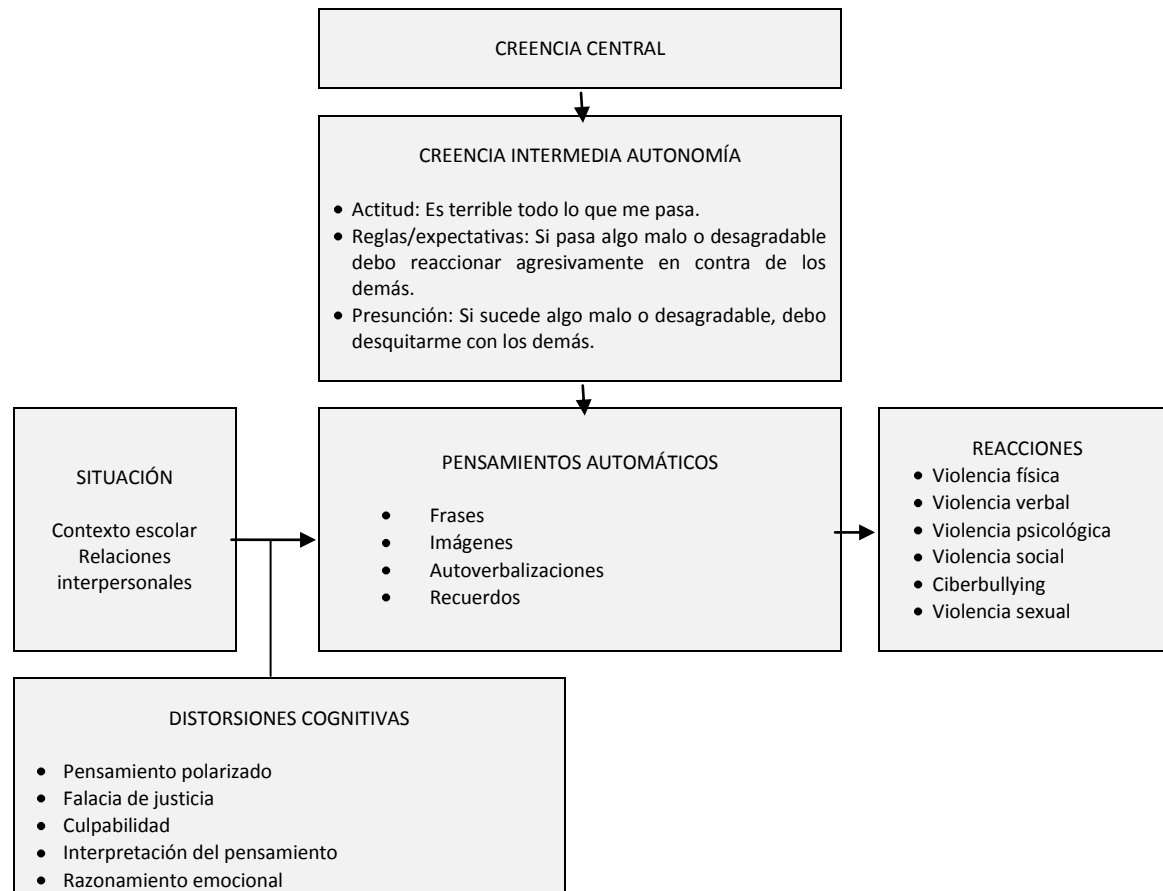 CREENCIA CENTRAL
CREENCIA INTERMEDIA AUTONOMÍA
• Actitud: Es terrible todo lo que me pasa.
• Reglas/expectativas: Si pasa algo malo o desagradable
debo reaccionar agresivamente en contra de los
demás.
• Presunción: Si sucede algo malo o desagradable, debo
desquitarme con los demás.
SITUACIÓN
Contexto escolar
Relaciones
interpersonales
PENSAMIENTOS AUTOMÁTICOS
• Frases
• Imágenes
• Autoverbalizaciones
• Recuerdos
REACCIONES
• Violencia física
• Violencia verbal
• Violencia psicológica
• Violencia social
• Ciberbullying
• Violencia sexual
DISTORSIONES COGNITIVAS
• Pensamiento polarizado
• Falacia de justicia
• Culpabilidad
• Interpretación del pensamiento
• Razonamiento emocional